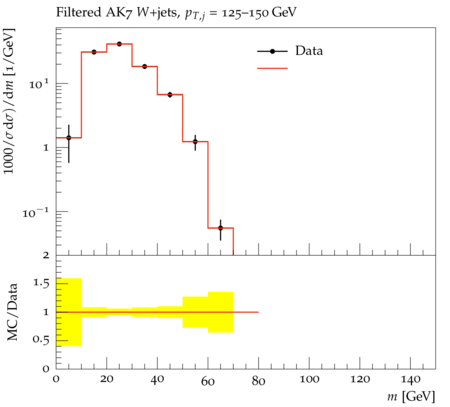 Filtered AK7 W+jets, p_{T,j} = 125–150 GeV
Data
1000/σ dσ)/dm [1/GeV]
10^1
1
10^{−1}
2
1.5
1
0.5
0
MC/Data
0 20 40 60 80 100 120 140
m [GeV]